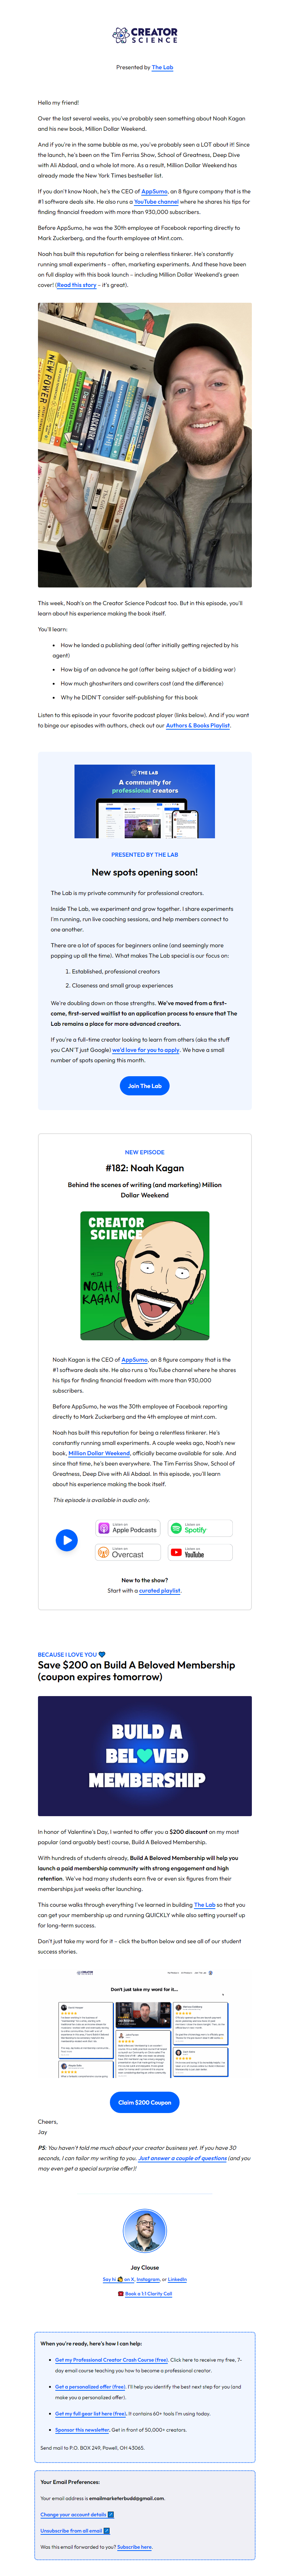 CREATOR
SCIENCE
Presented by The Lab
Hello my friend!
Over the last several weeks, you've probably seen something about Noah Kagan
and his new book, Million Dollar Weekend.
And if you're in the same bubble as me, you've probably seen a LOT about it! Since
the launch, he's been on the Tim Ferriss Show, School of Greatness, Deep Dive
with Ali Abdaal, and a whole lot more. As a result, Million Dollar Weekend has
already made the New York Times bestseller list.
If you don't know Noah, he's the CEO of AppSumo, an 8 figure company that is the
#1 software deals site. He also runs a YouTube channel where he shares his tips for
finding financial freedom with more than 930,000 subscribers.
Before AppSumo, he was the 30th employee at Facebook reporting directly to
Mark Zuckerberg, and the fourth employee at Mint.com.
Noah has built this reputation for being a relentless tinkerer. He's constantly
running small experiments – often, marketing experiments. And these have been
on full display with this book launch – including Million Dollar Weekend's green
cover! (Read this story – it's great).
This week, Noah's on the Creator Science Podcast too. But in this episode, you'll
learn about his experience making the book itself.
You'll learn:
• How he landed a publishing deal (after initially getting rejected by his
agent)
• How big of an advance he got (after being subject of a bidding war)
• How much ghostwriters and cowriters cost (and the difference)
• Why he DIDN'T consider self-publishing for this book
Listen to this episode in your favorite podcast player (links below). And if you want
to binge our episodes with authors, check out our Authors & Books Playlist.
THE LAB
A community for
professional creators
PRESENTED BY THE LAB
New spots opening soon!
The Lab is my private community for professional creators.
Inside The Lab, we experiment and grow together. I share experiments
I'm running, run live coaching sessions, and help members connect to
one another.
There are a lot of spaces for beginners online (and seemingly more
popping up all the time). What makes The Lab special is our focus on:
1. Established, professional creators
2. Closeness and small group experiences
We're doubling down on those strengths. We've moved from a first-
come, first-served waitlist to an application process to ensure that The
Lab remains a place for more advanced creators.
If you're a full-time creator looking to learn from others (aka the stuff
you CAN'T just Google) we'd love for you to apply. We have a small
number of spots opening this month.
Join The Lab
NEW EPISODE
#182: Noah Kagan
Behind the scenes of writing (and marketing) Million
Dollar Weekend
CREATOR
SCIENCE
NOAH
KAGAN
Noah Kagan is the CEO of AppSumo, an 8 figure company that is the
#1 software deals site. He also runs a YouTube channel where he shares
his tips for finding financial freedom with more than 930,000
subscribers.
Before AppSumo, he was the 30th employee at Facebook reporting
directly to Mark Zuckerberg and the 4th employee at mint.com.
Noah has built this reputation for being a relentless tinkerer. He's
constantly running small experiments. A couple weeks ago, Noah's new
book, Million Dollar Weekend, officially became available for sale. And
since that time, he's been everywhere. The Tim Ferriss Show, School of
Greatness, Deep Dive with Ali Abdaal. In this episode, you'll learn
about his experience making the book itself.
This episode is available in audio only.
Listen on
Apple Podcasts
Listen on
Spotify
Listen on
Overcast
Listen on
YouTube
New to the show?
Start with a curated playlist.
BECAUSE I LOVE YOU 💙
Save $200 on Build A Beloved Membership
(coupon expires tomorrow)
BUILD A
BELOVED
MEMBERSHIP
In honor of Valentine's Day, I wanted to offer you a $200 discount on my most
popular (and arguably best) course, Build A Beloved Membership.
With hundreds of students already, Build A Beloved Membership will help you
launch a paid membership community with strong engagement and high
retention. We've had many students earn five or even six figures from their
memberships just weeks after launching.
This course walks through everything I've learned in building The Lab so that you
can get your membership up and running QUICKLY while also setting yourself up
for long-term success.
Don't just take my word for it – click the button below and see all of our student
success stories.
Don't just take my word for it...
Claim $200 Coupon
Cheers,
Jay
PS: You haven't told me much about your creator business yet. If you have 30
seconds, I can tailor my writing to you. Just answer a couple of questions (and you
may even get a special surprise offer)!
Jay Clouse
Say hi 👋 on X, Instagram, or LinkedIn
Book a 1:1 Clarity Call
When you're ready, here's how I can help:
• Get my Professional Creator Crash Course (free). Click here to receive my free, 7-
day email course teaching you how to become a professional creator.
• Get a personalized offer (free). I'll help you identify the best next step for you (and
make you a personalized offer).
• Get my full gear list here (free). It contains 60+ tools I'm using today.
• Sponsor this newsletter. Get in front of 50,000+ creators.
Send mail to P.O. BOX 249, Powell, OH 43065.
Your Email Preferences:
Your email address is emailmarketerbudd@gmail.com.
Change your account details
Unsubscribe from all email
Was this email forwarded to you? Subscribe here.